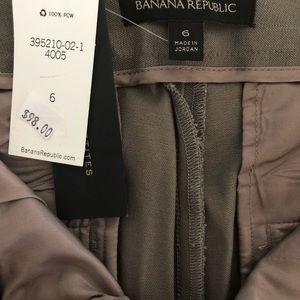 100% PCW
BANANA REPUBLIC
395210-02-1
4005
6
MADE IN
JORDAN
6
$98.00
BananaRepublic.com